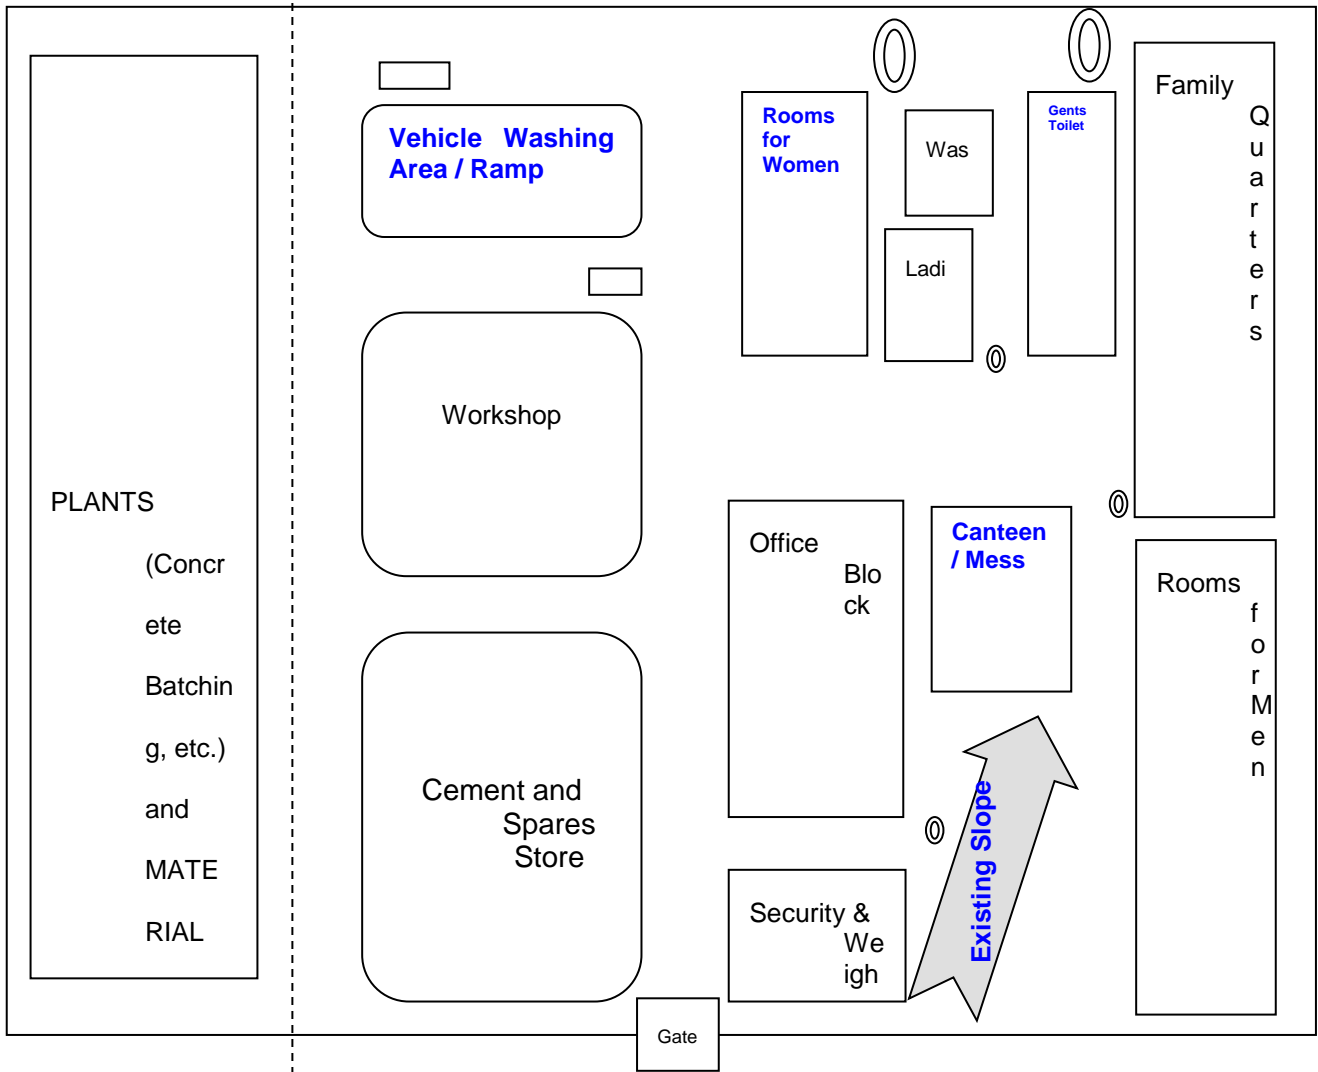 PLANTS
(Concr
ete
Batchin
g, etc.)
and
MATE
RIAL
Vehicle Washing
Area / Ramp
Workshop
Cement and
Spares
Store
Rooms
for
Women
Was
Ladi
Gents
Toilet
Family
Q
u
a
r
t
e
r
s
Office
Blo
ck
Canteen
/ Mess
Rooms
f
o
r M
e
n
Security &
We
igh
Existing Slope
Gate